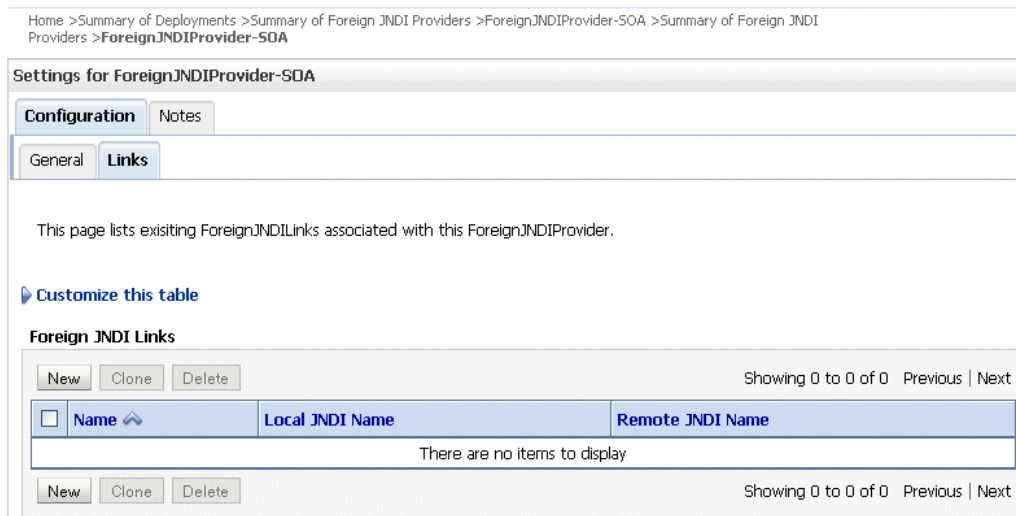 Home >Summary of Deployments >Summary of Foreign JNDI Providers >ForeignJNDIProvider-SOA >Summary of Foreign JNDI
Providers >ForeignJNDIProvider-SOA
Settings for ForeignJNDIProvider-SOA
Configuration Notes
General Links
This page lists exisiting ForeignJNDILinks associated with this ForeignJNDIProvider.
Customize this table
Foreign JNDI Links
New Clone Delete Showing 0 to 0 of 0 Previous | Next
Name Local JNDI Name Remote JNDI Name
There are no items to display
New Clone Delete Showing 0 to 0 of 0 Previous | Next